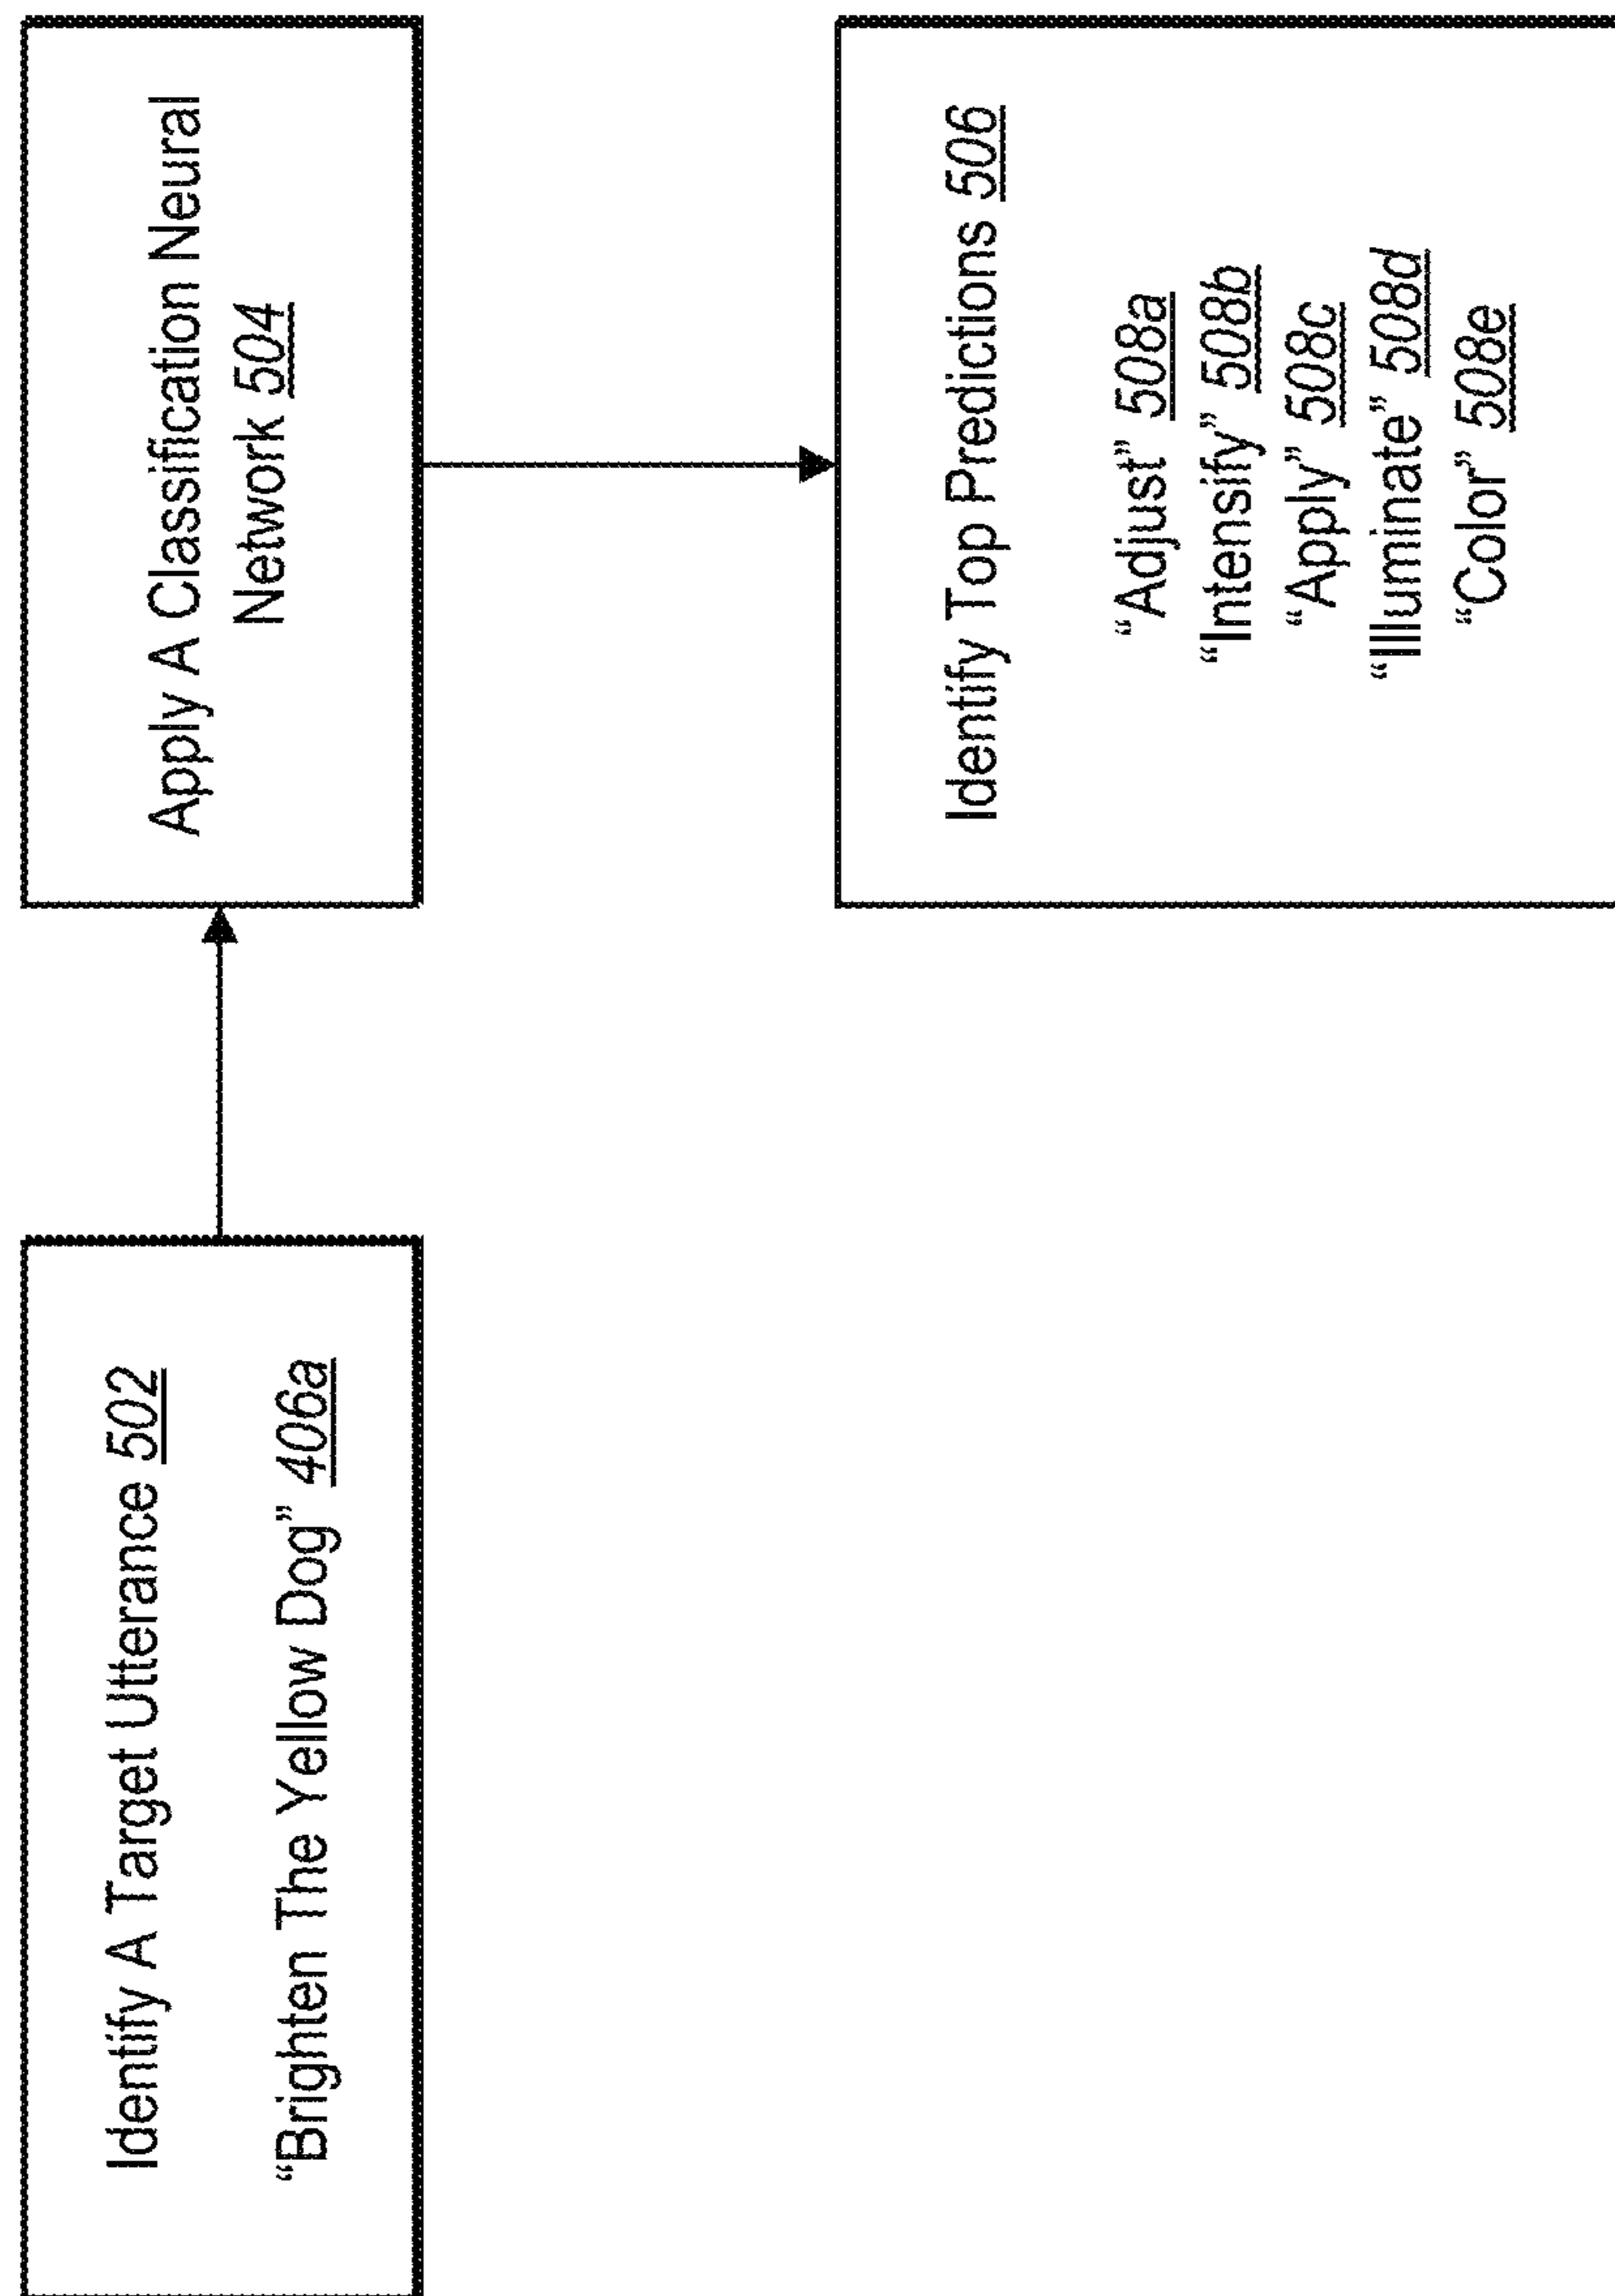 Identify A Target Utterance 502
“Brighten The Yellow Dog” 406a
Apply A Classification Neural
Network 504
Identify Top Predictions 506
“Adjust” 508a
“Intensify” 508b
“Apply” 508c
“Illuminate” 508d
“Color” 508e